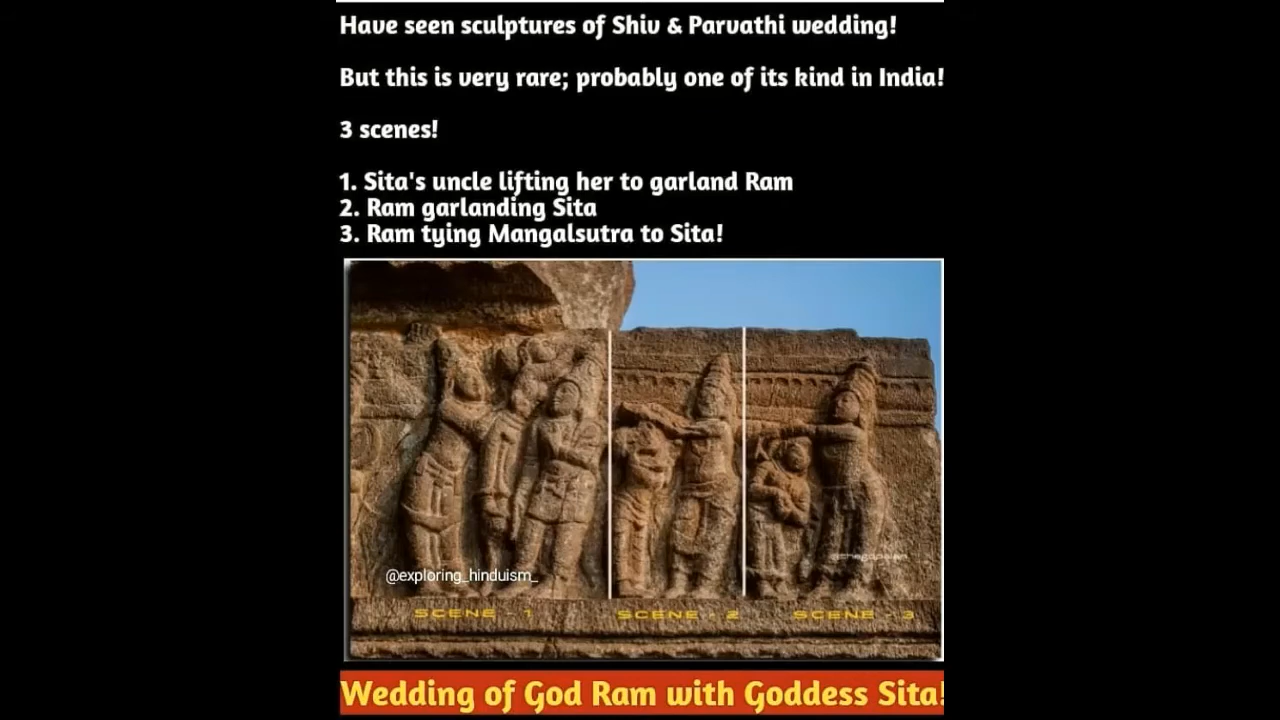 Have seen sculptures of Shiv & Parvathi wedding!
But this is very rare; probably one of its kind in India!
3 scenes!
1. Sita's uncle lifting her to garland Ram
2. Ram garlanding Sita
3. Ram tying Mangalsutra to Sita!
@exploring_hinduism_
SCENE 1
SCENE - 2
SCENE - 3
Wedding of God Ram with Goddess Sita!